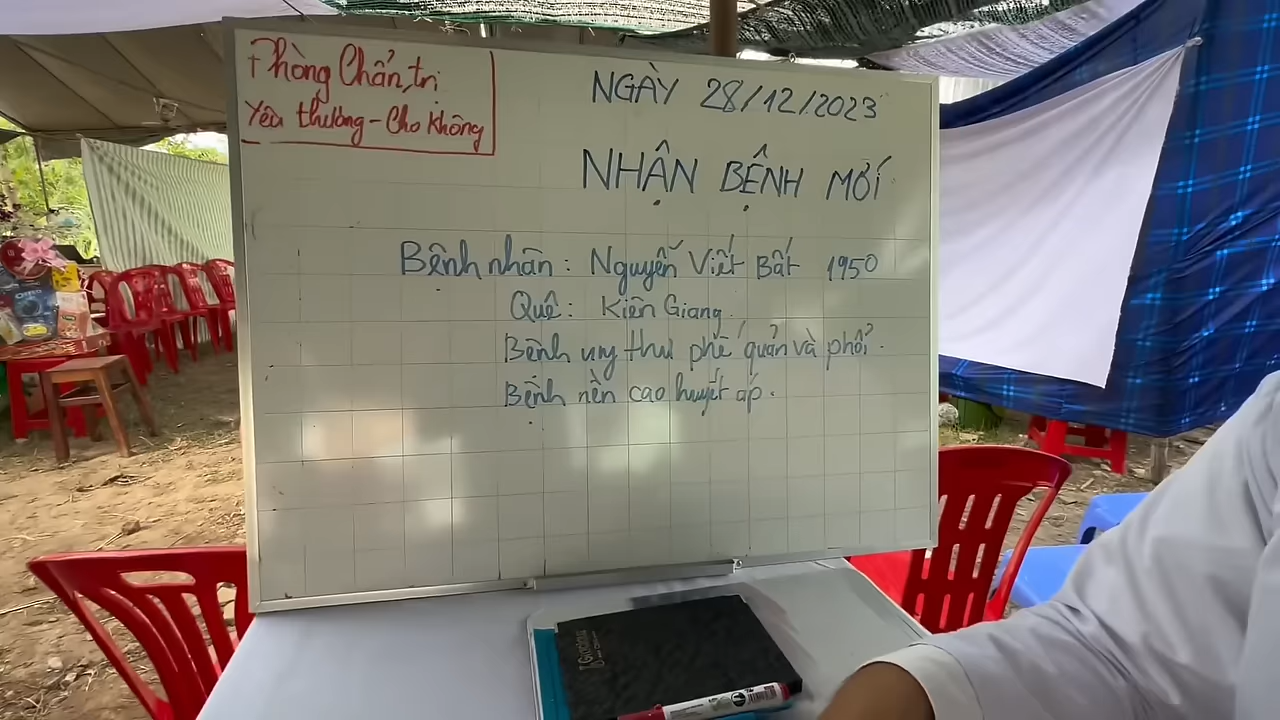 Phòng Chẩn, trị
Yêu thương - Cho không
NGÀY 28/12/2023
NHẬN BỆNH MỚI
Bệnh nhân: Nguyễn Viết Bát 1950
Quê: Kiên Giang.
Bệnh ung thư phế quản và phổi.
Bệnh nền cao huyết áp.